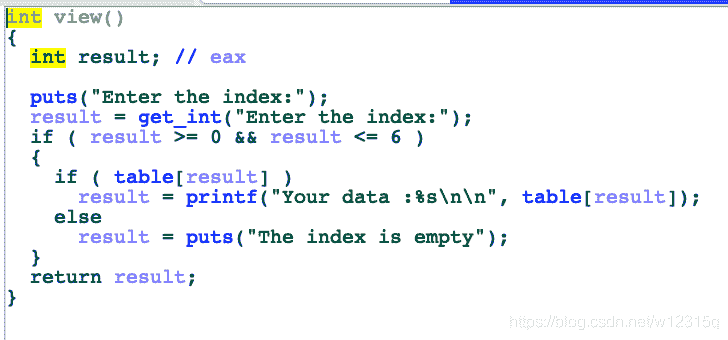 int view()
{
int result; // eax
puts("Enter the index:");
result = get_int("Enter the index:");
if ( result >= 0 && result <= 6 )
{
if ( table[result] )
result = printf("Your data :%s\n\n", table[result]);
else
result = puts("The index is empty");
}
return result;
}
https://blog.csdn.net/w12315q